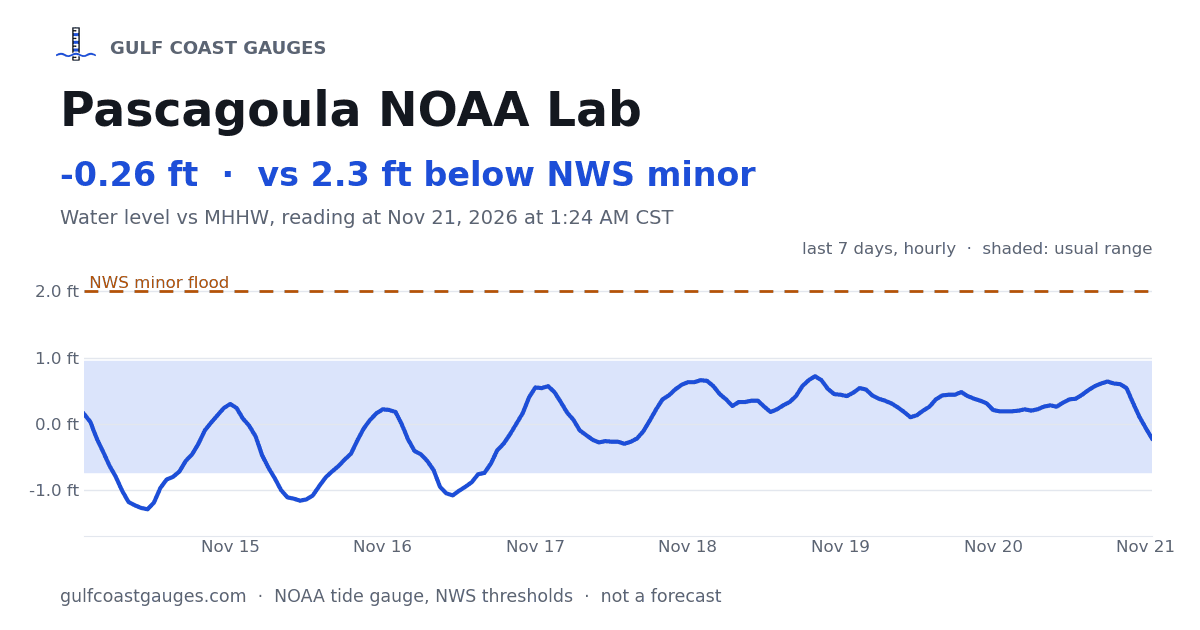 GULF COAST GAUGES
Pascagoula NOAA Lab
-0.26 ft · vs 2.3 ft below NWS minor
Water level vs MHHW, reading at Nov 21, 2026 at 1:24 AM CST
last 7 days, hourly · shaded: usual range
NWS minor flood
2.0 ft
1.0 ft
0.0 ft
-1.0 ft
Nov 15 Nov 16 Nov 17 Nov 18 Nov 19 Nov 20 Nov 21
gulfcoastgauges.com · NOAA tide gauge, NWS thresholds · not a forecast